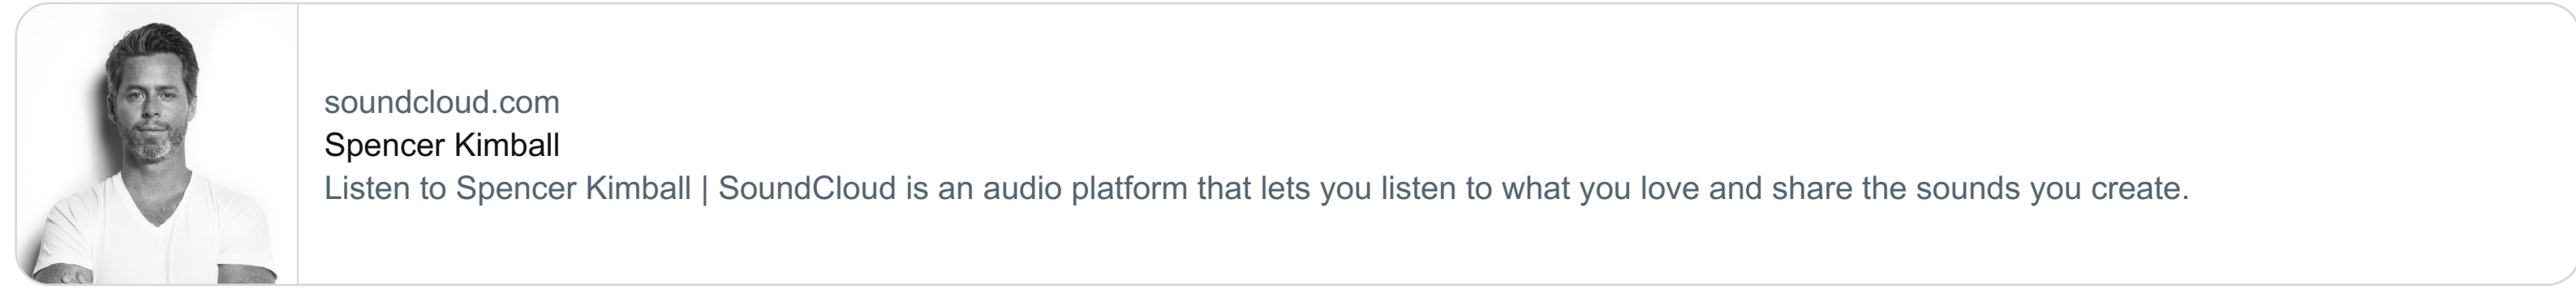 soundcloud.com
Spencer Kimball
Listen to Spencer Kimball | SoundCloud is an audio platform that lets you listen to what you love and share the sounds you create.